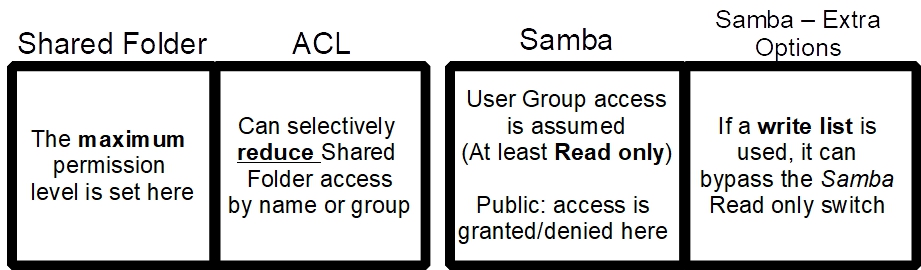 Shared Folder
The maximum
permission
level is set here
ACL
Can selectively
reduce Shared
Folder access
by name or group
Samba
User Group access
is assumed
(At least Read only)
Public: access is
granted/denied here
Samba – Extra
Options
If a write list is
used, it can
bypass the Samba
Read only switch